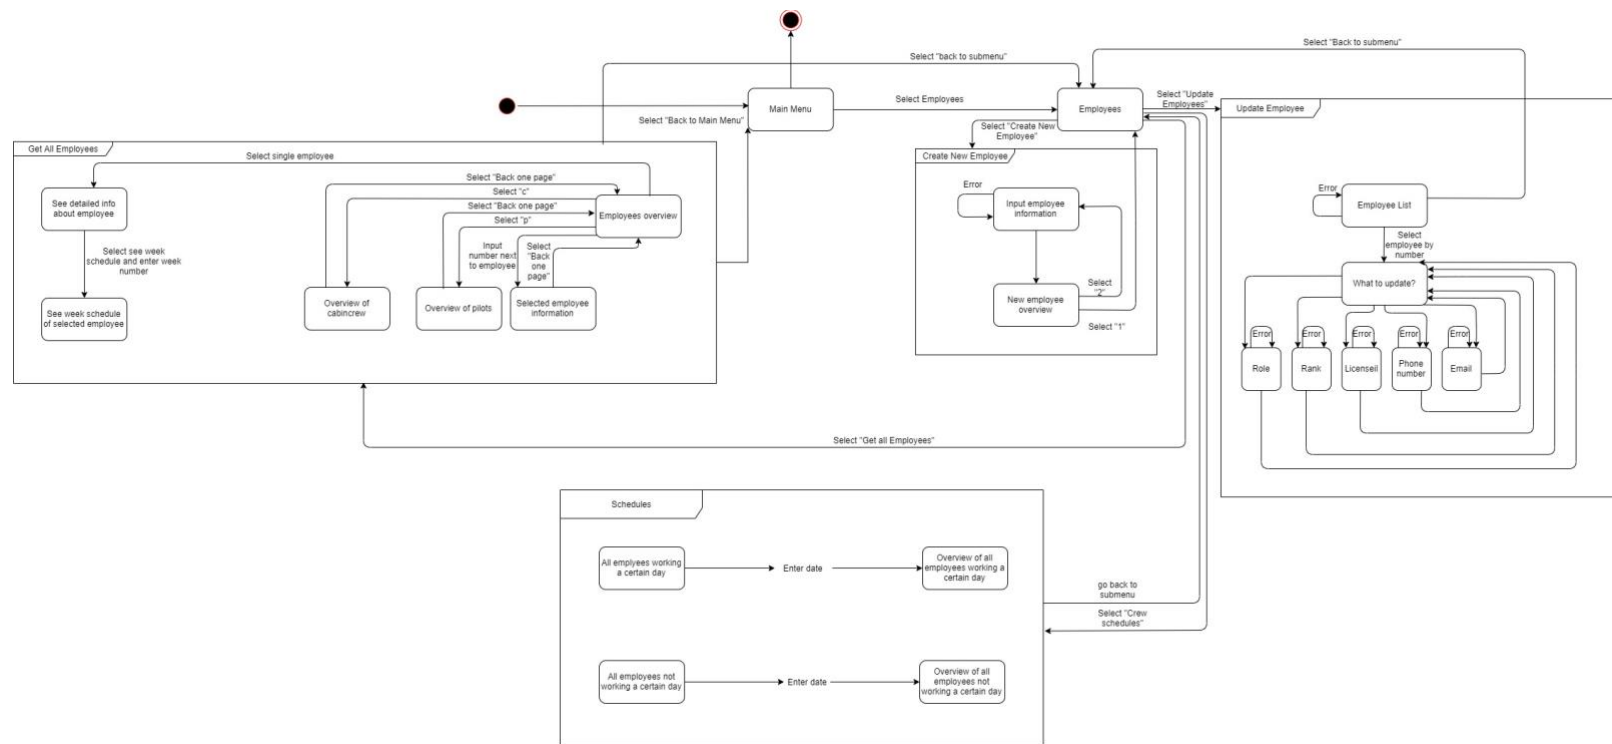 Select "back to submenu"
Select "Back to submenu"
Main Menu
Select Employees
Employees
Select "Update
Employees"
Update Employee
Select "Back to Main Menu"
Select "Create New
Employee"
Get All Employees
Select single employee
See detailed info
about employee
Select see week
schedule and enter week
number
See week schedule
of selected employee
Select "Back one page"
Select "c"
Select "Back one page"
Select "p"
Employees overview
Input
number next
to employee
Select
"Back
one
page"
Overview of
cabincrew
Overview of pilots
Selected employee
information
Create New Employee
Error
Input employee
information
New employee
overview
Select
"2"
Select "1"
Error
Employee List
Select
employee by
number
What to update?
Error
Error
Error
Error
Error
Role
Rank
Licenseil
Phone
number
Email
Select "Get all Employees"
Schedules
All emplyees working
a certain day
Enter date
Overview of all
employees working a
certain day
go back to
submenu
Select "Crew
schedules"
All employees not
working a certain day
Enter date
Overview of all
employees not
working a certain day